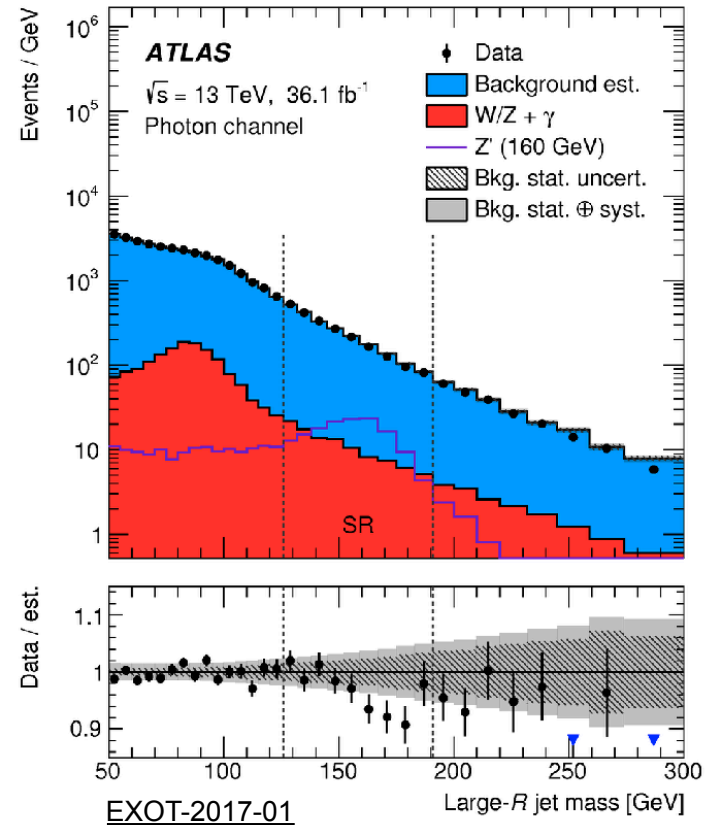 Events / GeV
10⁶
10⁵
10⁴
10³
10²
10
1
ATLAS
√s = 13 TeV, 36.1 fb⁻¹
Photon channel
Data
Background est.
W/Z + γ
Z' (160 GeV)
Bkg. stat. uncert.
Bkg. stat. ⊕ syst.
SR
Data / est.
1.1
1
0.9
50 100 150 200 250 300
Large-R jet mass [GeV]
EXOT-2017-01